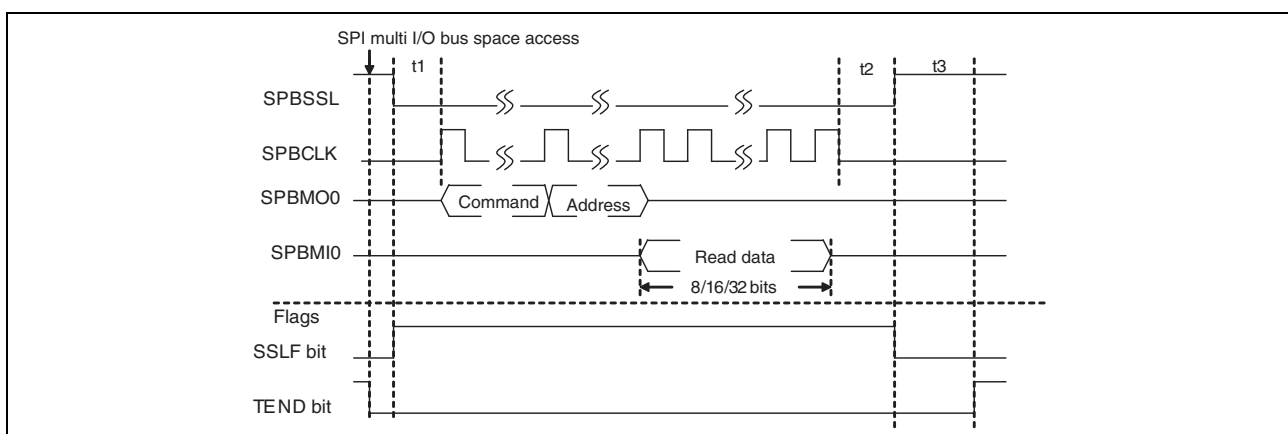 SPI multi I/O bus space access
t1 t2 t3
SPBSSL
SPBCLK
SPBMO0 Command Address
SPBMI0 Read data
8/16/32 bits
Flags
SSLF bit
TEND bit